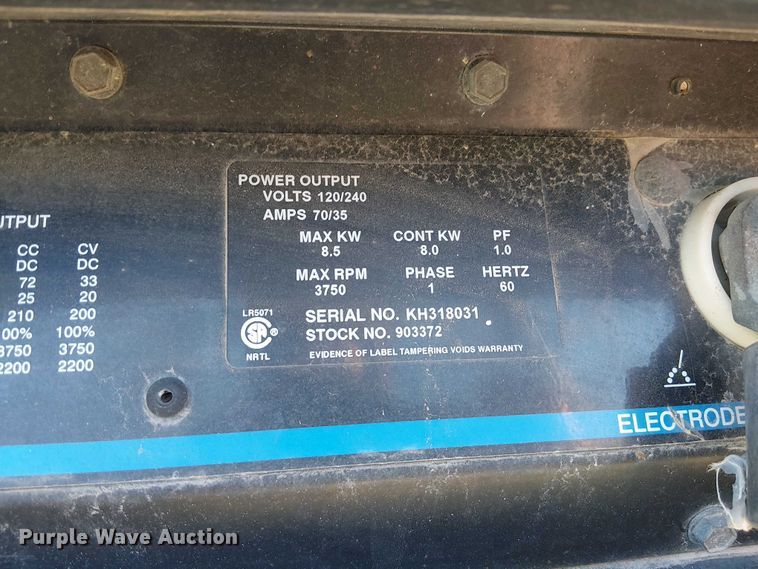 POWER OUTPUT
VOLTS 120/240
AMPS 70/35
MAX KW CONT KW PF
8.5 8.0 1.0
MAX RPM PHASE HERTZ
3750 1 60
SERIAL NO. KH318031
STOCK NO. 903372
LR5071
SA
NRTL
EVIDENCE OF LABEL TAMPERING VOIDS WARRANTY
UTPUT
CC CV
DC DC
72 33
25 20
210 200
100% 100%
3750 3750
2200 2200
ELECTRODE
Purple Wave Auction